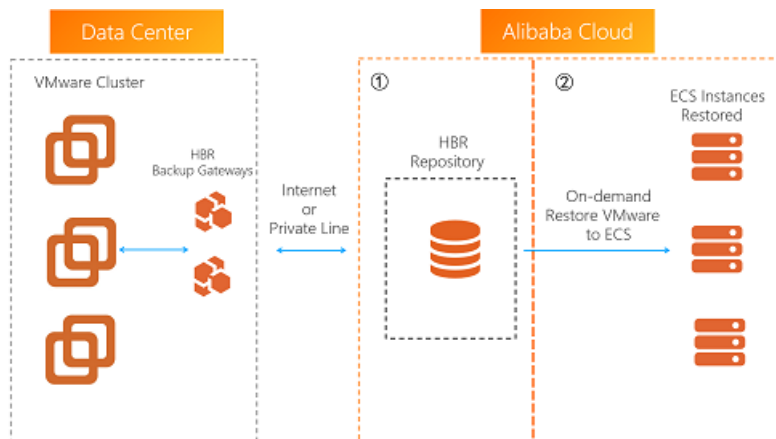 Data Center
Alibaba Cloud
VMware Cluster
HBR
Backup Gateways
Internet
or
Private Line
①
HBR
Repository
②
On-demand
Restore VMware
to ECS
ECS Instances
Restored